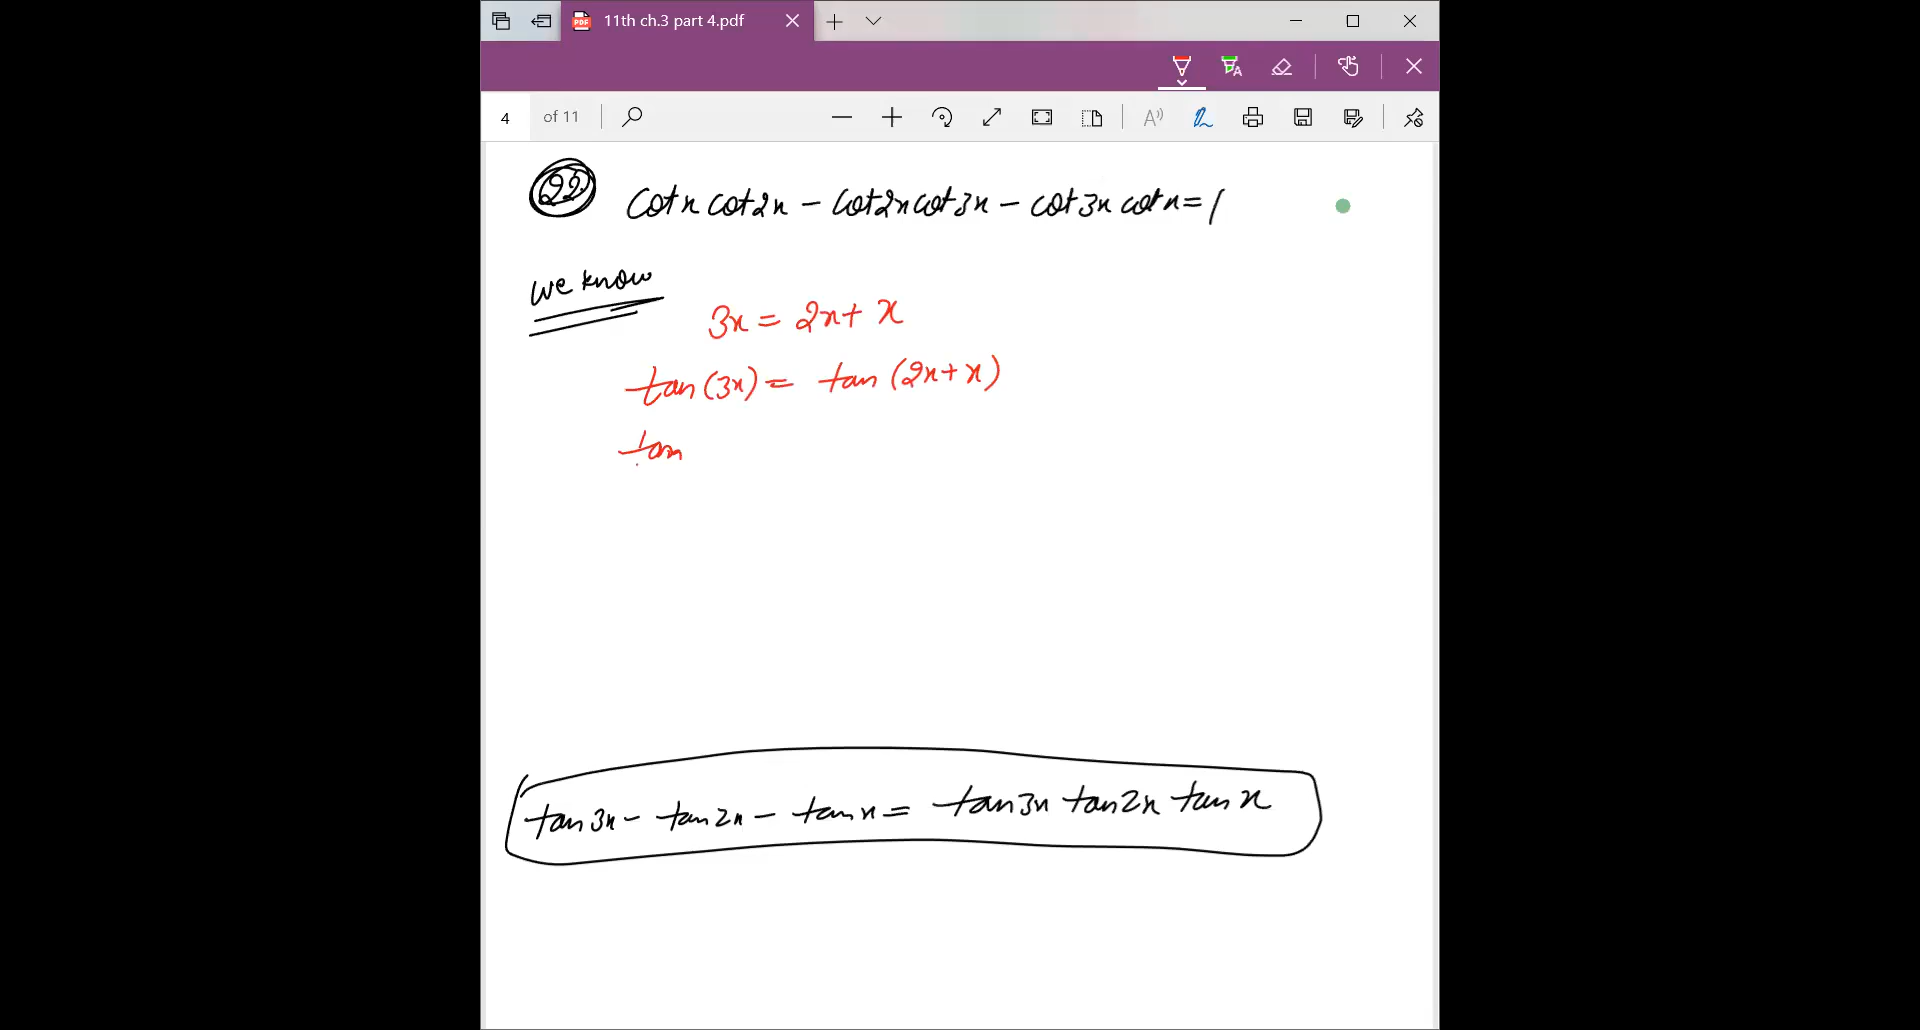 11th ch.3 part 4.pdf
4 of 11
22 cot x cot 2x - cot 2x cot 3x - cot 3x cot x = 1
we know
3x = 2x + x
tan (3x) = tan (2x + x)
tan
tan 3x - tan 2x - tan x = tan 3x tan 2x tan x